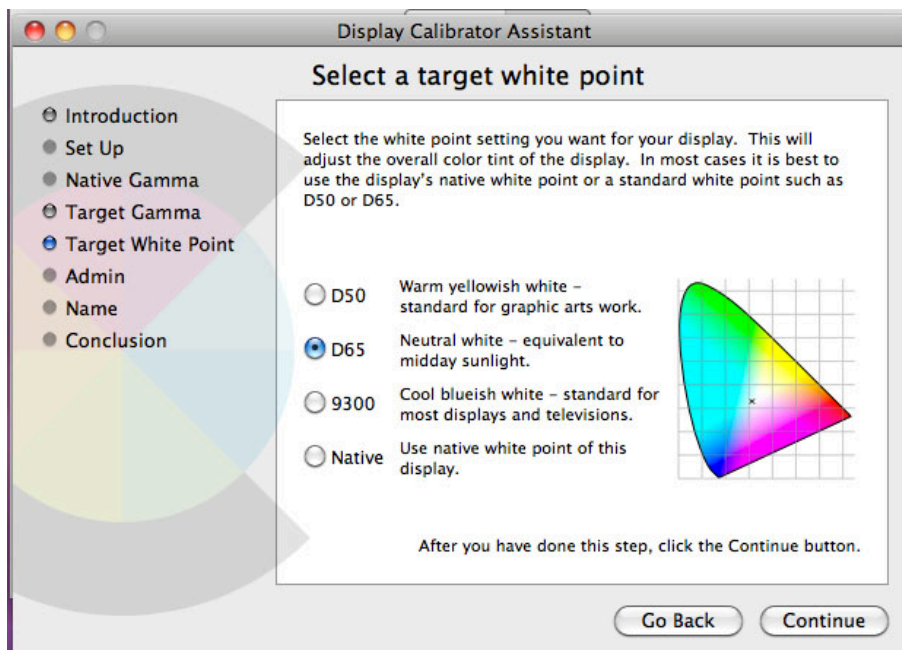 Display Calibrator Assistant
Select a target white point
Introduction
Set Up
Native Gamma
Target Gamma
Target White Point
Admin
Name
Conclusion
Select the white point setting you want for your display.  This will
adjust the overall color tint of the display.  In most cases it is best to
use the display's native white point or a standard white point such as
D50 or D65.
D50
Warm yellowish white –
standard for graphic arts work.
D65
Neutral white – equivalent to
midday sunlight.
9300
Cool blueish white – standard for
most displays and televisions.
Native
Use native white point of this
display.
After you have done this step, click the Continue button.
Go Back
Continue